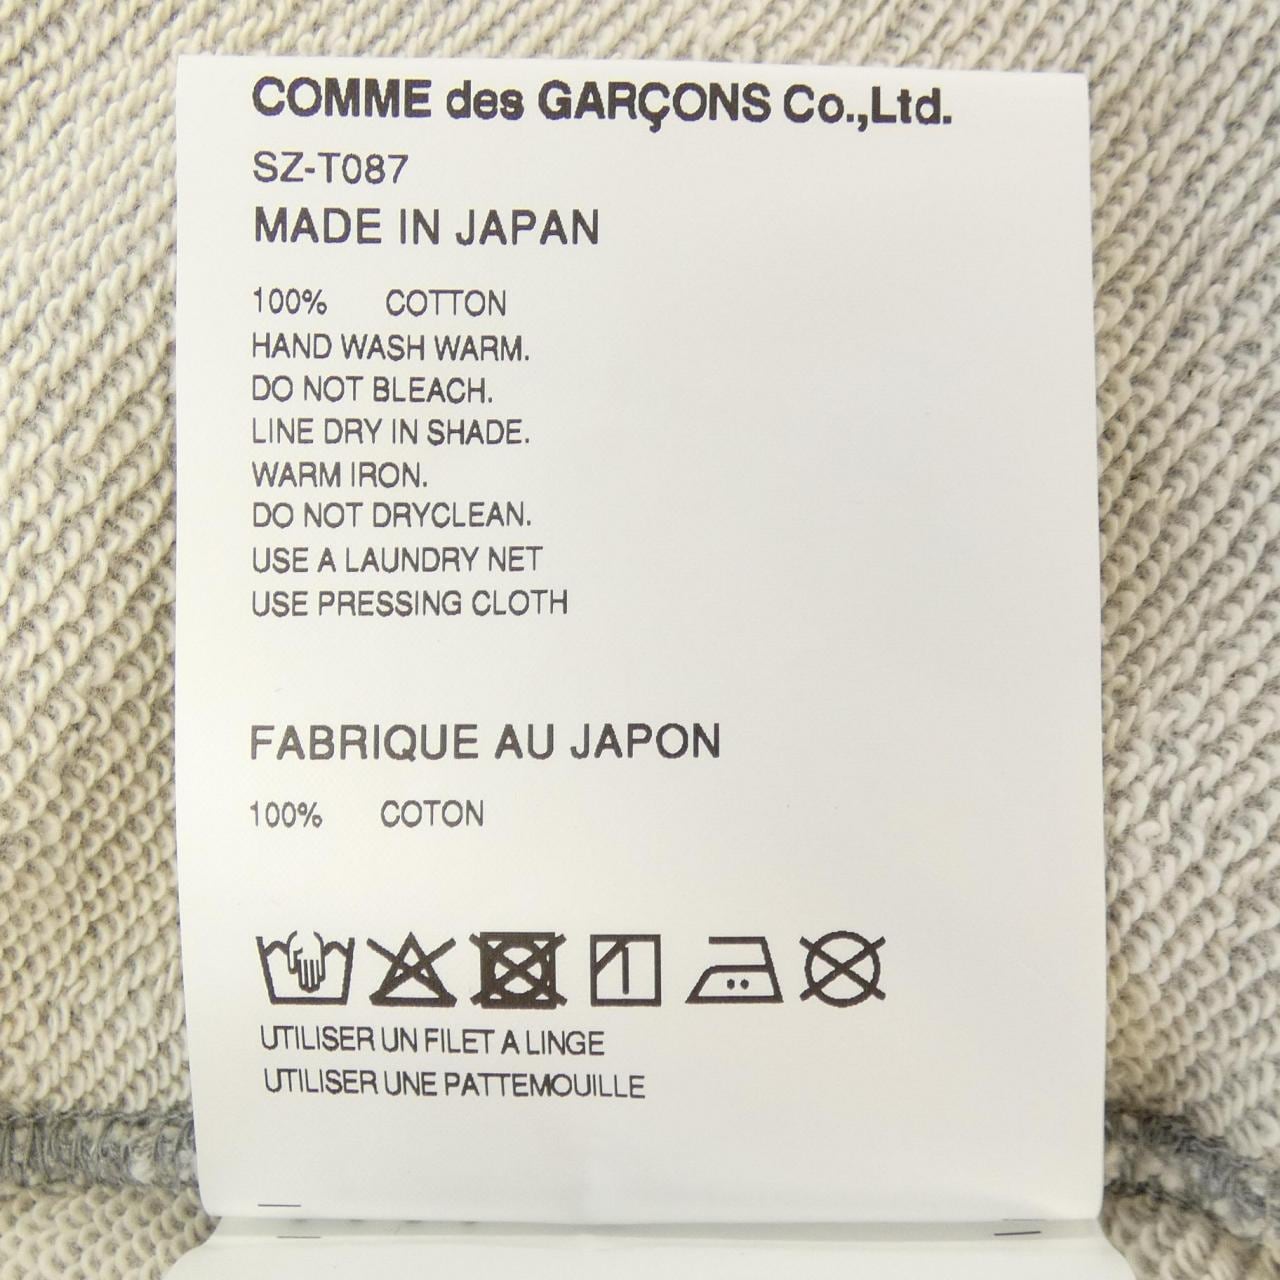 COMME des GARÇONS Co.,Ltd.
SZ-T087
MADE IN JAPAN
100% COTTON
HAND WASH WARM.
DO NOT BLEACH.
LINE DRY IN SHADE.
WARM IRON.
DO NOT DRYCLEAN.
USE A LAUNDRY NET
USE PRESSING CLOTH
FABRIQUE AU JAPON
100% COTON
UTILISER UN FILET A LINGE
UTILISER UNE PATTEMOUILLE